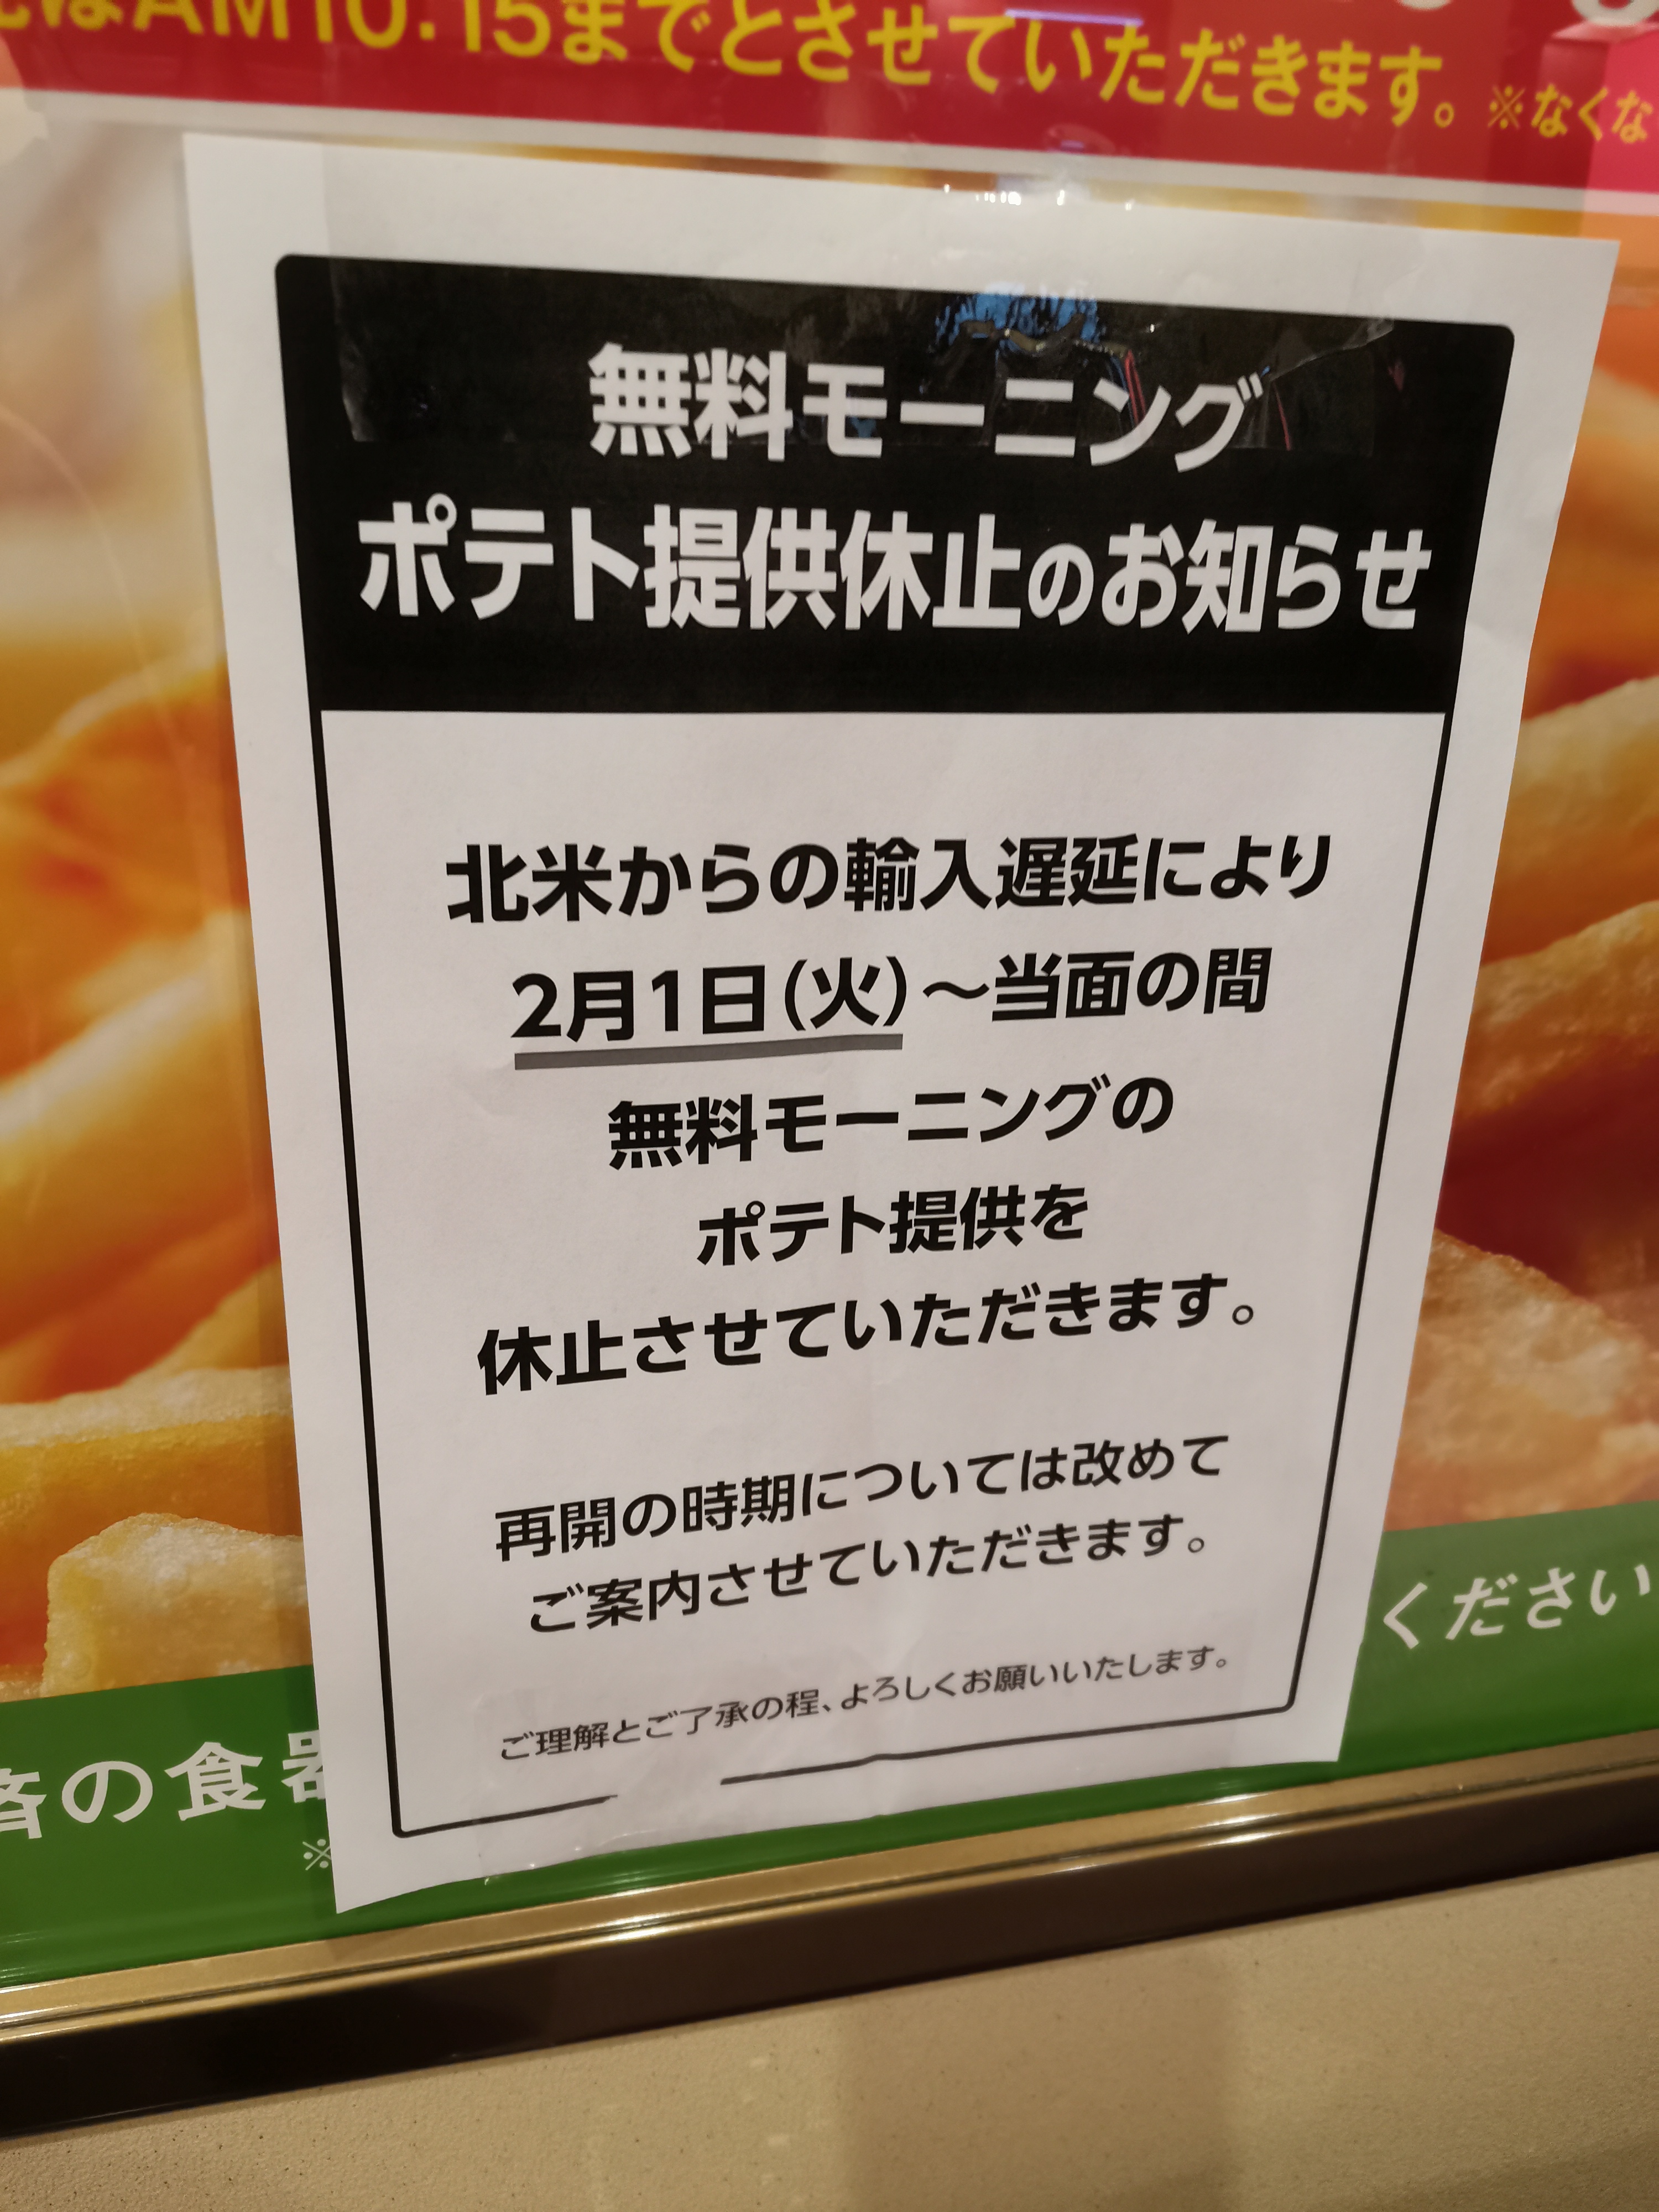 AM10:15までとさせていただきます。※なくな
無料モーニング
ポテト提供休止のお知らせ
北米からの輸入遅延により
2月1日(火)～当面の間
無料モーニングの
ポテト提供を
休止させていただきます。
再開の時期については改めて
ご案内させていただきます。
ご理解とご了承の程、よろしくお願いいたします。
の食
ください
※